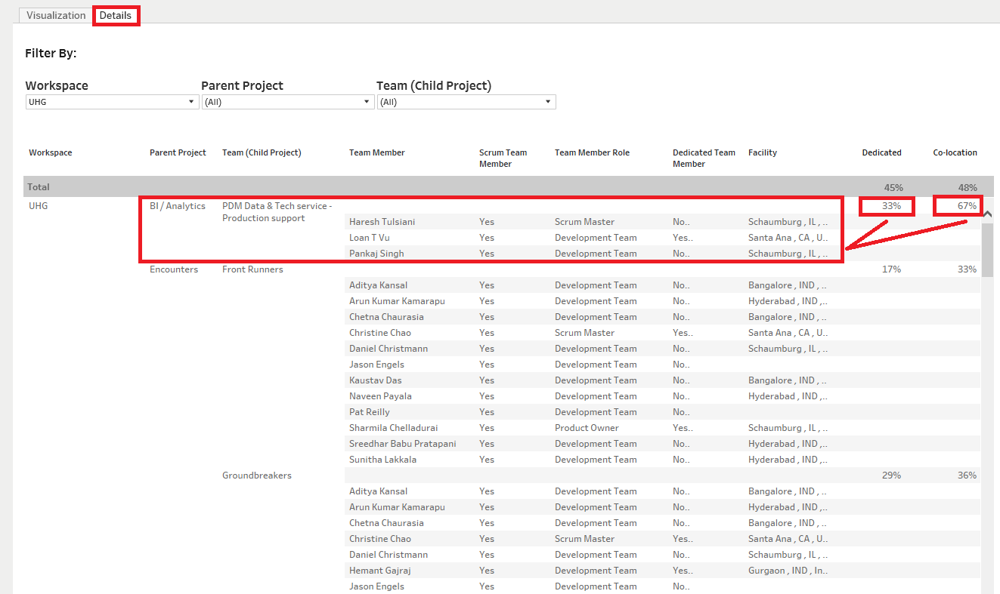 Visualization Details
Filter By:
Workspace Parent Project Team (Child Project)
UHG (All) (All)
Workspace Parent Project Team (Child Project) Team Member Scrum Team Member Team Member Role Dedicated Team Member Facility Dedicated Co-location
Total 45% 48%
UHG BI / Analytics PDM Data & Tech service - Production support 33% 67%
Haresh Tulsiani Yes Scrum Master No.. Schaumburg , IL , ..
Loan T Vu Yes Development Team Yes.. Santa Ana , CA , U..
Pankaj Singh Yes Development Team No.. Schaumburg , IL , ..
Encounters Front Runners 17% 33%
Aditya Kansal Yes Development Team No.. Bangalore , IND , ..
Arun Kumar Kamarapu Yes Development Team No.. Hyderabad , IND ,..
Chetna Chaurasia Yes Development Team No.. Bangalore , IND , ..
Christine Chao Yes Scrum Master Yes.. Santa Ana , CA , U..
Daniel Christmann Yes Development Team No.. Schaumburg , IL , ..
Jason Engels Yes Development Team No..
Kaustav Das Yes Development Team No.. Bangalore , IND , ..
Naveen Payala Yes Development Team No.. Hyderabad , IND ,..
Pat Reilly Yes Development Team No..
Sharmila Chelladurai Yes Product Owner Yes.. Schaumburg , IL , ..
Sreedhar Babu Pratapani Yes Development Team No.. Hyderabad , IND ,..
Sunitha Lakkala Yes Development Team No.. Hyderabad , IND ,..
Groundbreakers 29% 36%
Aditya Kansal Yes Development Team No.. Bangalore , IND , ..
Arun Kumar Kamarapu Yes Development Team No.. Hyderabad , IND ,..
Chetna Chaurasia Yes Development Team No.. Bangalore , IND , ..
Christine Chao Yes Scrum Master Yes.. Santa Ana , CA , U..
Daniel Christmann Yes Development Team No.. Schaumburg , IL , ..
Hemant Gajraj Yes Development Team Yes.. Gurgaon , IND , In..
Jason Engels Yes Development Team No..